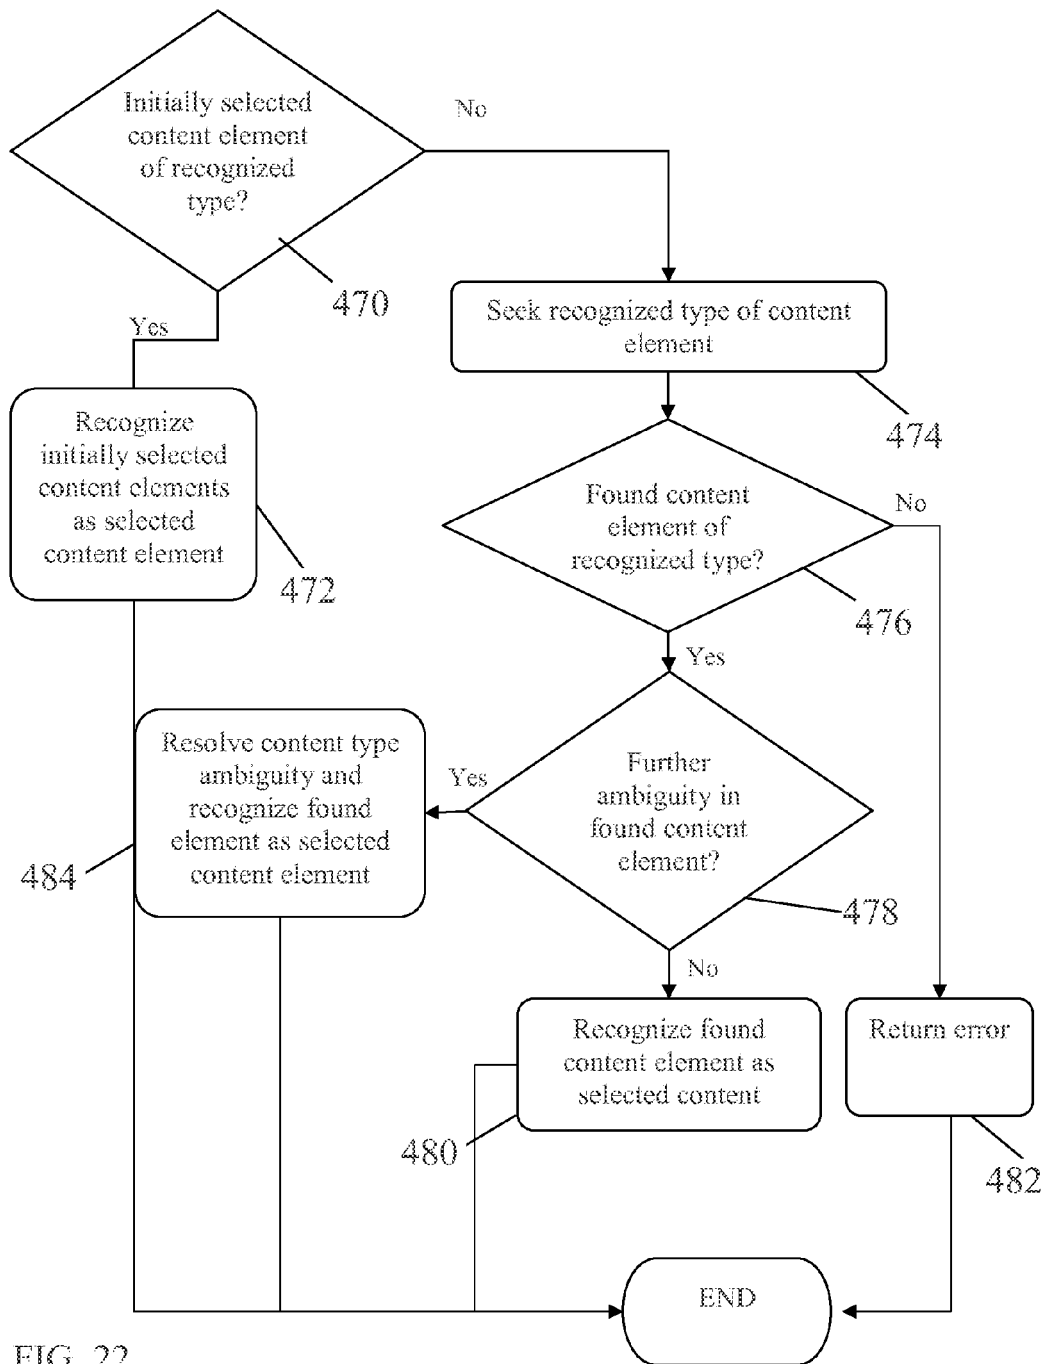 Initially selected
content element
of recognized
type?
No
470
Seek recognized type of content
element
474
Yes
Recognize
initially selected
content elements
as selected
content element
472
Found content
element of
recognized type?
No
476
Yes
Resolve content type
ambiguity and
recognize found
element as selected
content element
484
Yes
Further
ambiguity in
found content
element?
478
No
Recognize found
content element as
selected content
480
Return error
482
END
FIG. 22